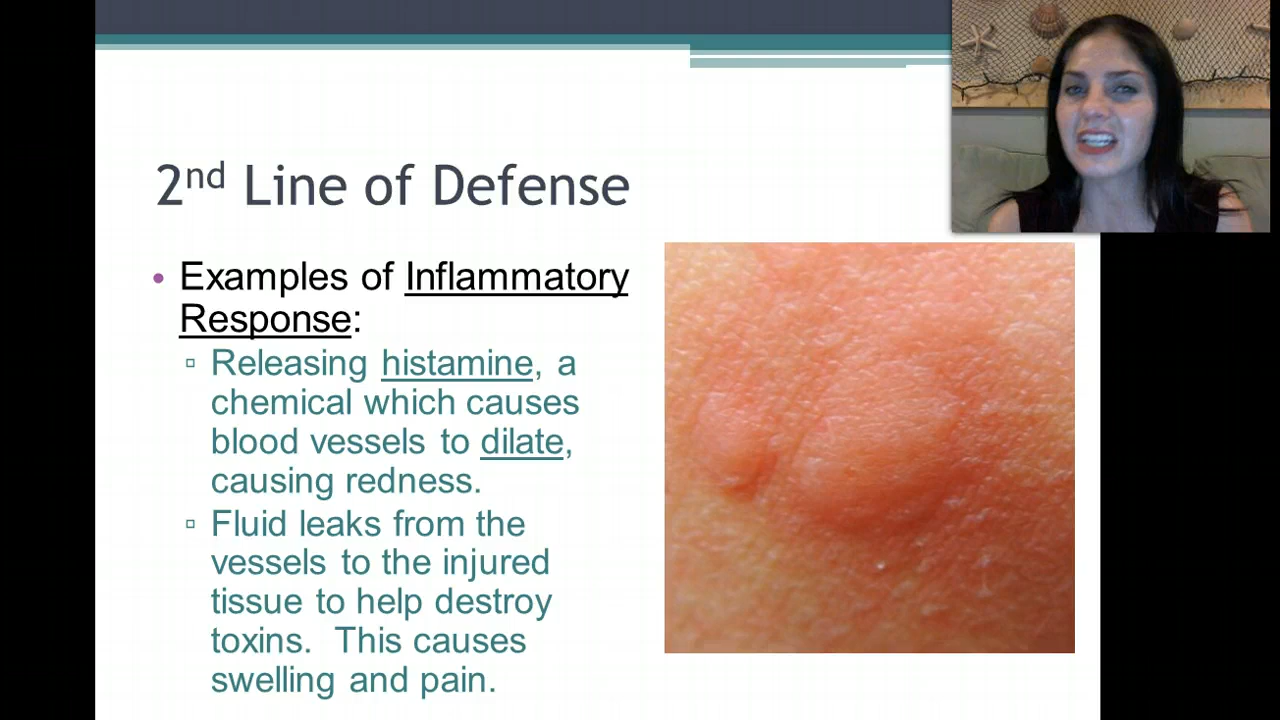 2nd Line of Defense
• Examples of Inflammatory
Response:
▫ Releasing histamine, a
chemical which causes
blood vessels to dilate,
causing redness.
▫ Fluid leaks from the
vessels to the injured
tissue to help destroy
toxins. This causes
swelling and pain.